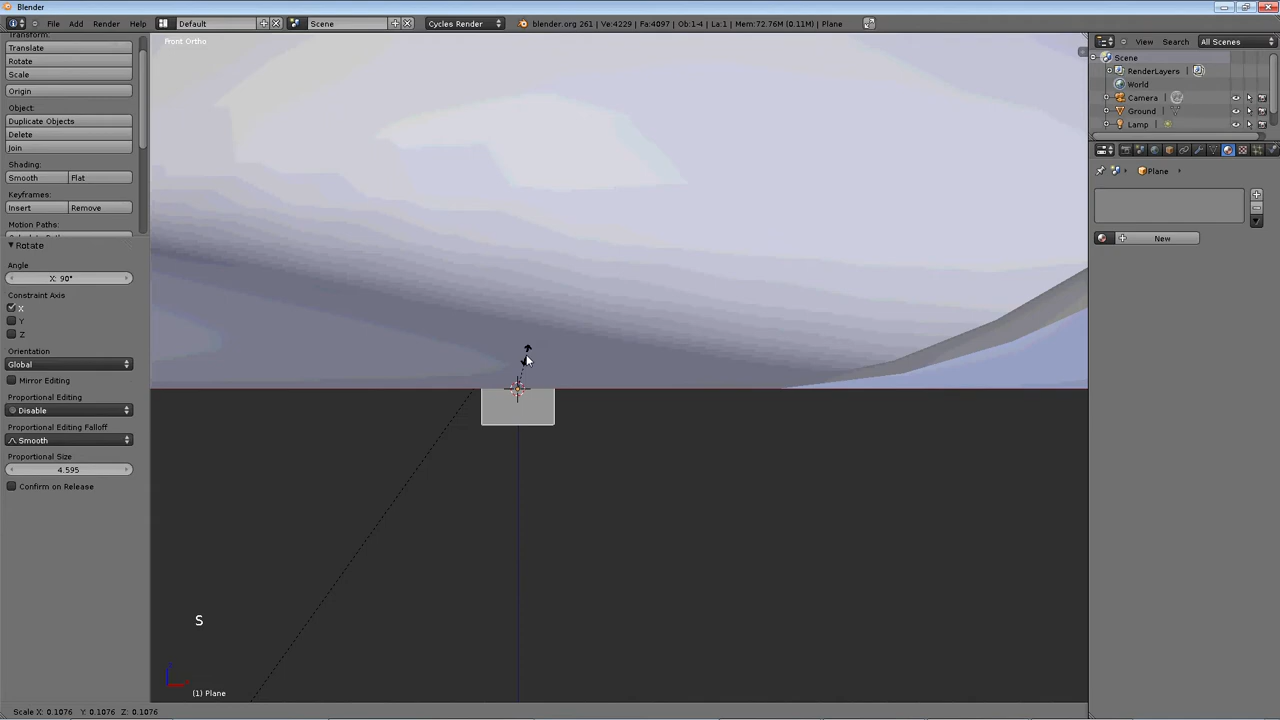 Blender
File Add Render Help Default Scene Cycles Render blender.org 261 | Ve:4229 | Fa:4097 | Ob:1-4 | La:1 | Mem:72.76M (0.11M) | Plane
Transform:
Translate
Rotate
Scale
Origin
Object:
Duplicate Objects
Delete
Join
Shading:
Smooth Flat
Keyframes:
Insert Remove
Motion Paths:
Rotate
Angle
X: 90°
Constraint Axis
X
Y
Z
Orientation
Global
Mirror Editing
Proportional Editing
Disable
Proportional Editing Falloff
Smooth
Proportional Size
4.595
Confirm on Release
Front Ortho
S
(1) Plane
Scale X: 0.1076 Y: 0.1076 Z: 0.1076
View Search All Scenes
Scene
RenderLayers
World
Camera
Ground
Lamp
Plane
New